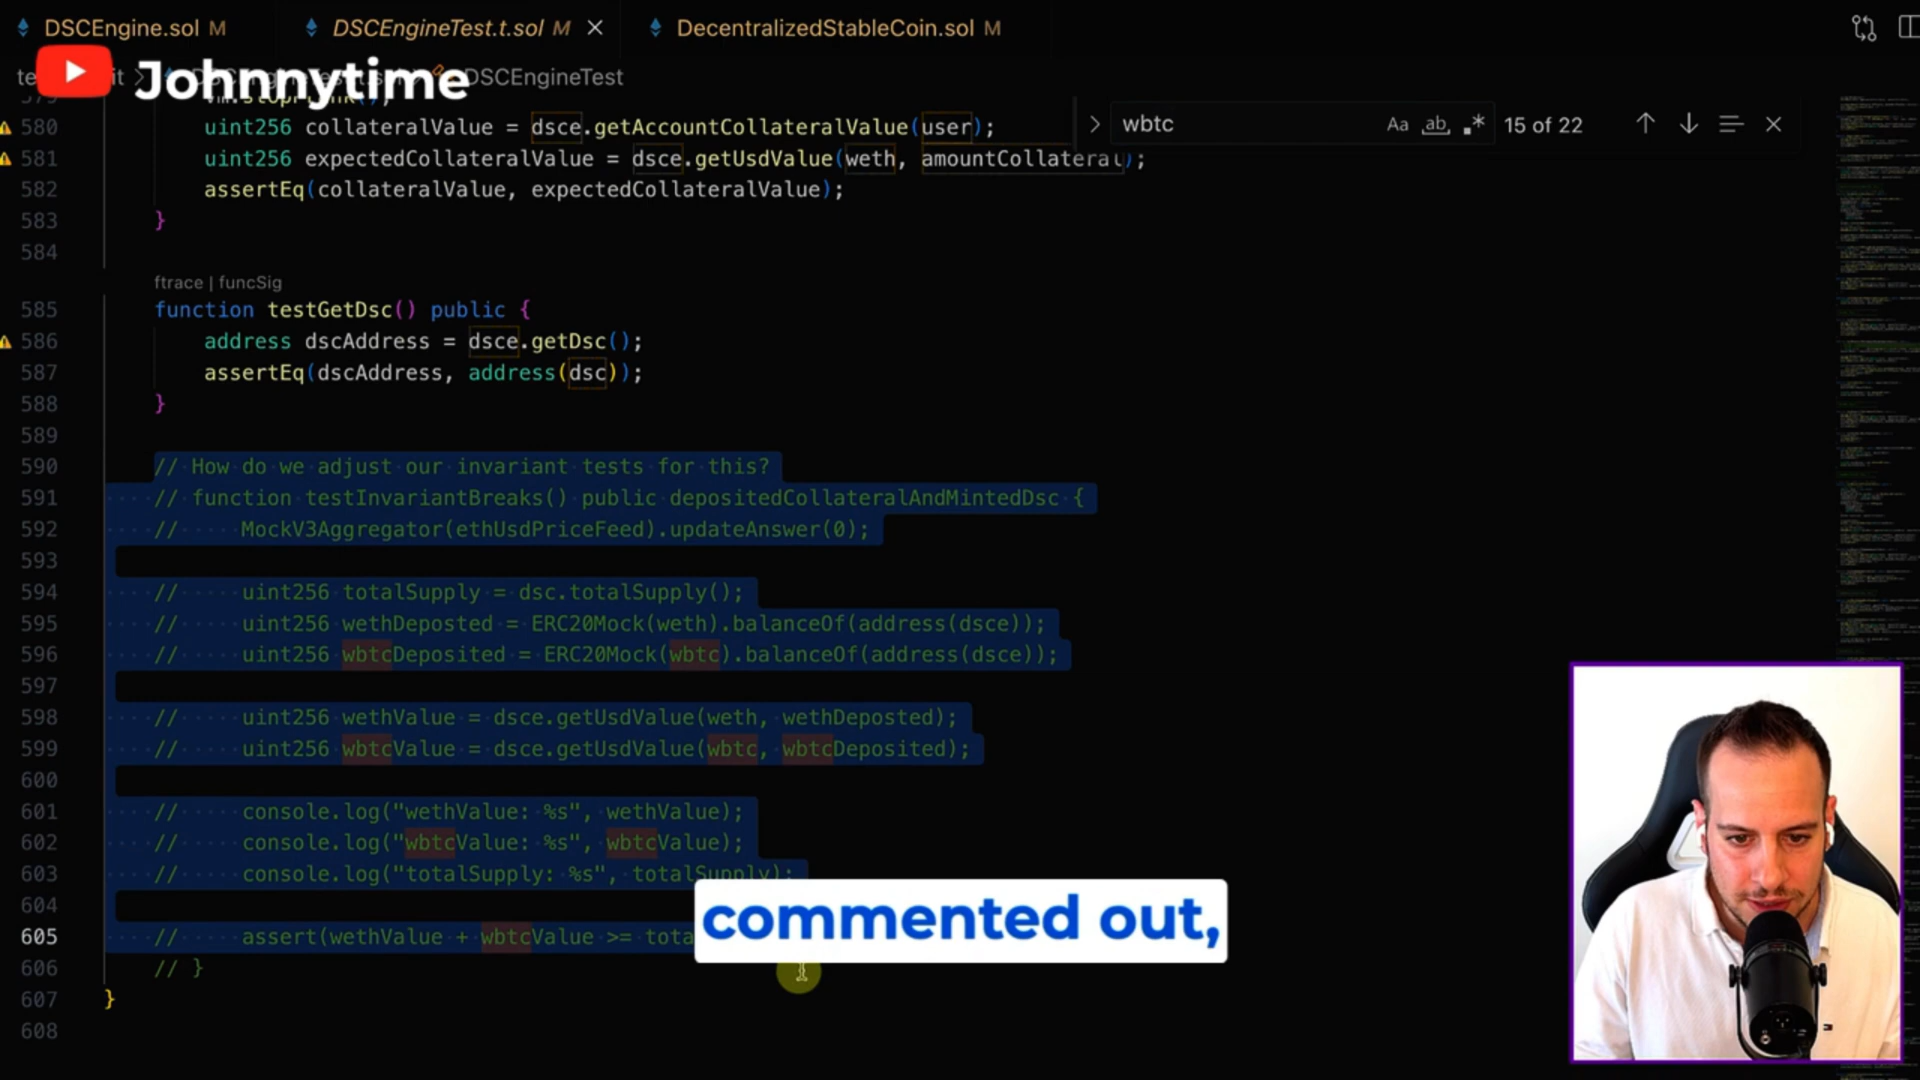 DSCEngine.sol M
DSCEngineTest.t.sol M
DecentralizedStableCoin.sol M
Johnnytime
DSCEngineTest
wbtc
Aa ab .* 15 of 22
580 uint256 collateralValue = dsce.getAccountCollateralValue(user);
581 uint256 expectedCollateralValue = dsce.getUsdValue(weth, amountCollateral);
582 assertEq(collateralValue, expectedCollateralValue);
583 }
584
ftrace | funcSig
585 function testGetDsc() public {
586 address dscAddress = dsce.getDsc();
587 assertEq(dscAddress, address(dsc));
588 }
589
590 // How do we adjust our invariant tests for this?
591 // function testInvariantBreaks() public depositedCollateralAndMintedDsc {
592 // MockV3Aggregator(ethUsdPriceFeed).updateAnswer(0);
593
594 // uint256 totalSupply = dsc.totalSupply();
595 // uint256 wethDeposted = ERC20Mock(weth).balanceOf(address(dsce));
596 // uint256 wbtcDeposited = ERC20Mock(wbtc).balanceOf(address(dsce));
597
598 // uint256 wethValue = dsce.getUsdValue(weth, wethDeposted);
599 // uint256 wbtcValue = dsce.getUsdValue(wbtc, wbtcDeposited);
600
601 // console.log("wethValue: %s", wethValue);
602 // console.log("wbtcValue: %s", wbtcValue);
603 // console.log("totalSupply: %s", totalSupply);
604
605 // assert(wethValue + wbtcValue >= tota
commented out,
606 // }
607 }
608